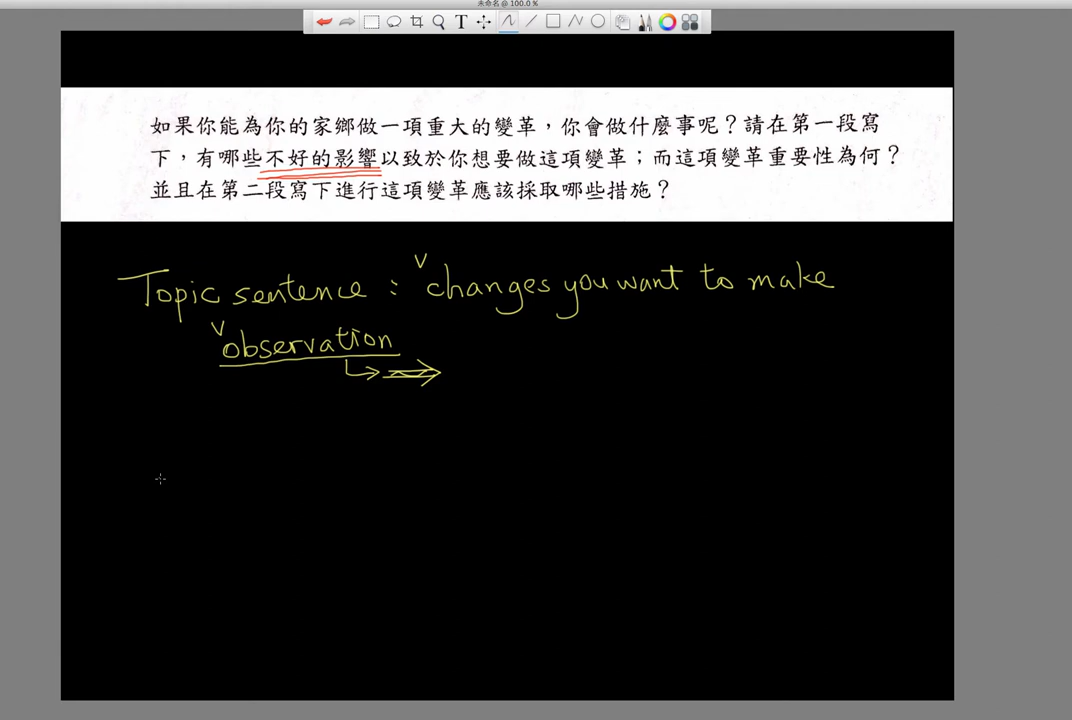 未命名 @ 100.0 %
如果你能為你的家鄉做一項重大的變革，你會做什麼事呢？請在第一段寫
下，有哪些不好的影響以致於你想要做這項變革；而這項變革重要性為何？
並且在第二段寫下進行這項變革應該採取哪些措施？
Topic sentence : changes you want to make
observation